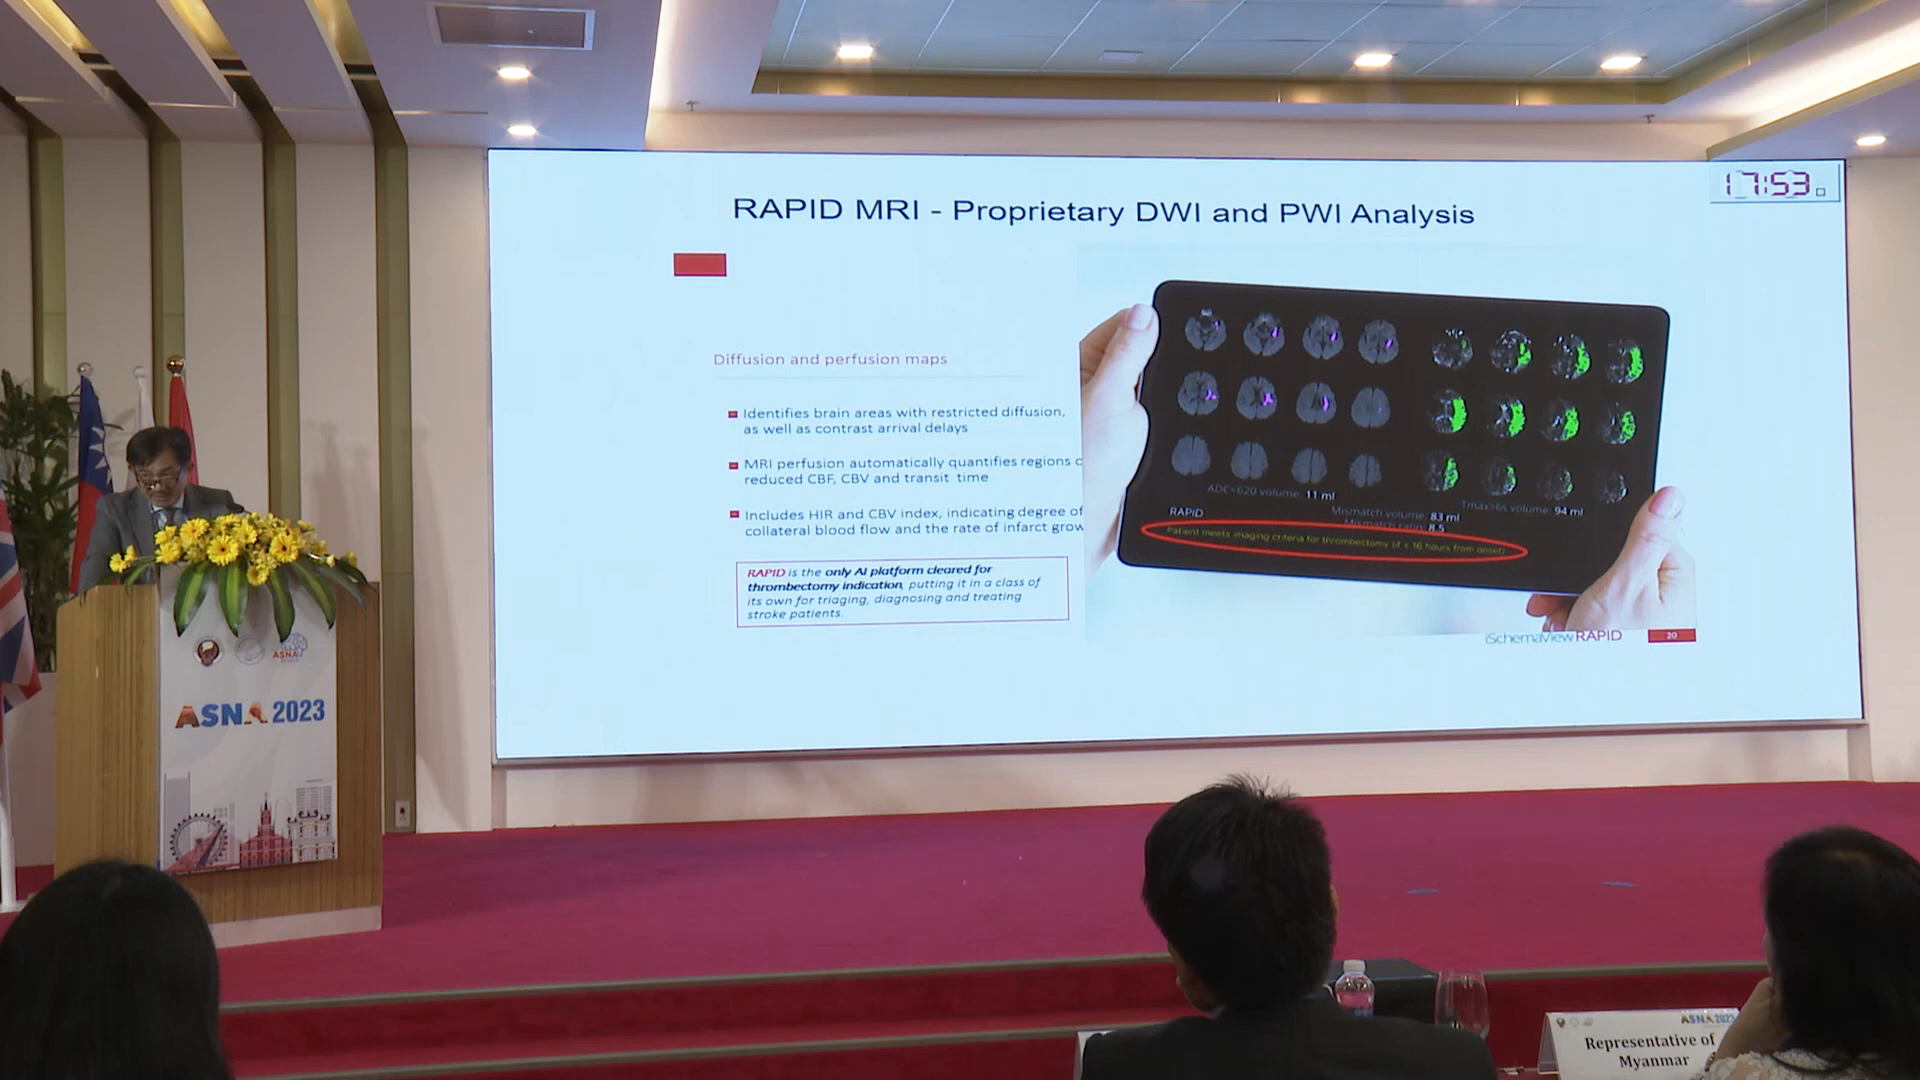 RAPID MRI - Proprietary DWI and PWI Analysis
17:53
Diffusion and perfusion maps
Identifies brain areas with restricted diffusion,
as well as contrast arrival delays
MRI perfusion automatically quantifies regions
reduced CBF, CBV and transit time
Includes HIR and CBV index, indicating degree of
collateral blood flow and the rate of infarct grow
RAPID is the only AI platform cleared for
thrombectomy indication, putting it in a class of
its own for triaging, diagnosing and treating
stroke patients.
ADC<620 volume: 11 ml
Tmax>6s volume: 94 ml
RAPID
Mismatch volume: 83 ml
Mismatch ratio: 8.5
Patient meets imaging criteria for thrombectomy (if < 16 hours from onset)
iSchemaView RAPID
20
ASNA
ASNA 2023
ASNA 2023
Representative of
Myanmar